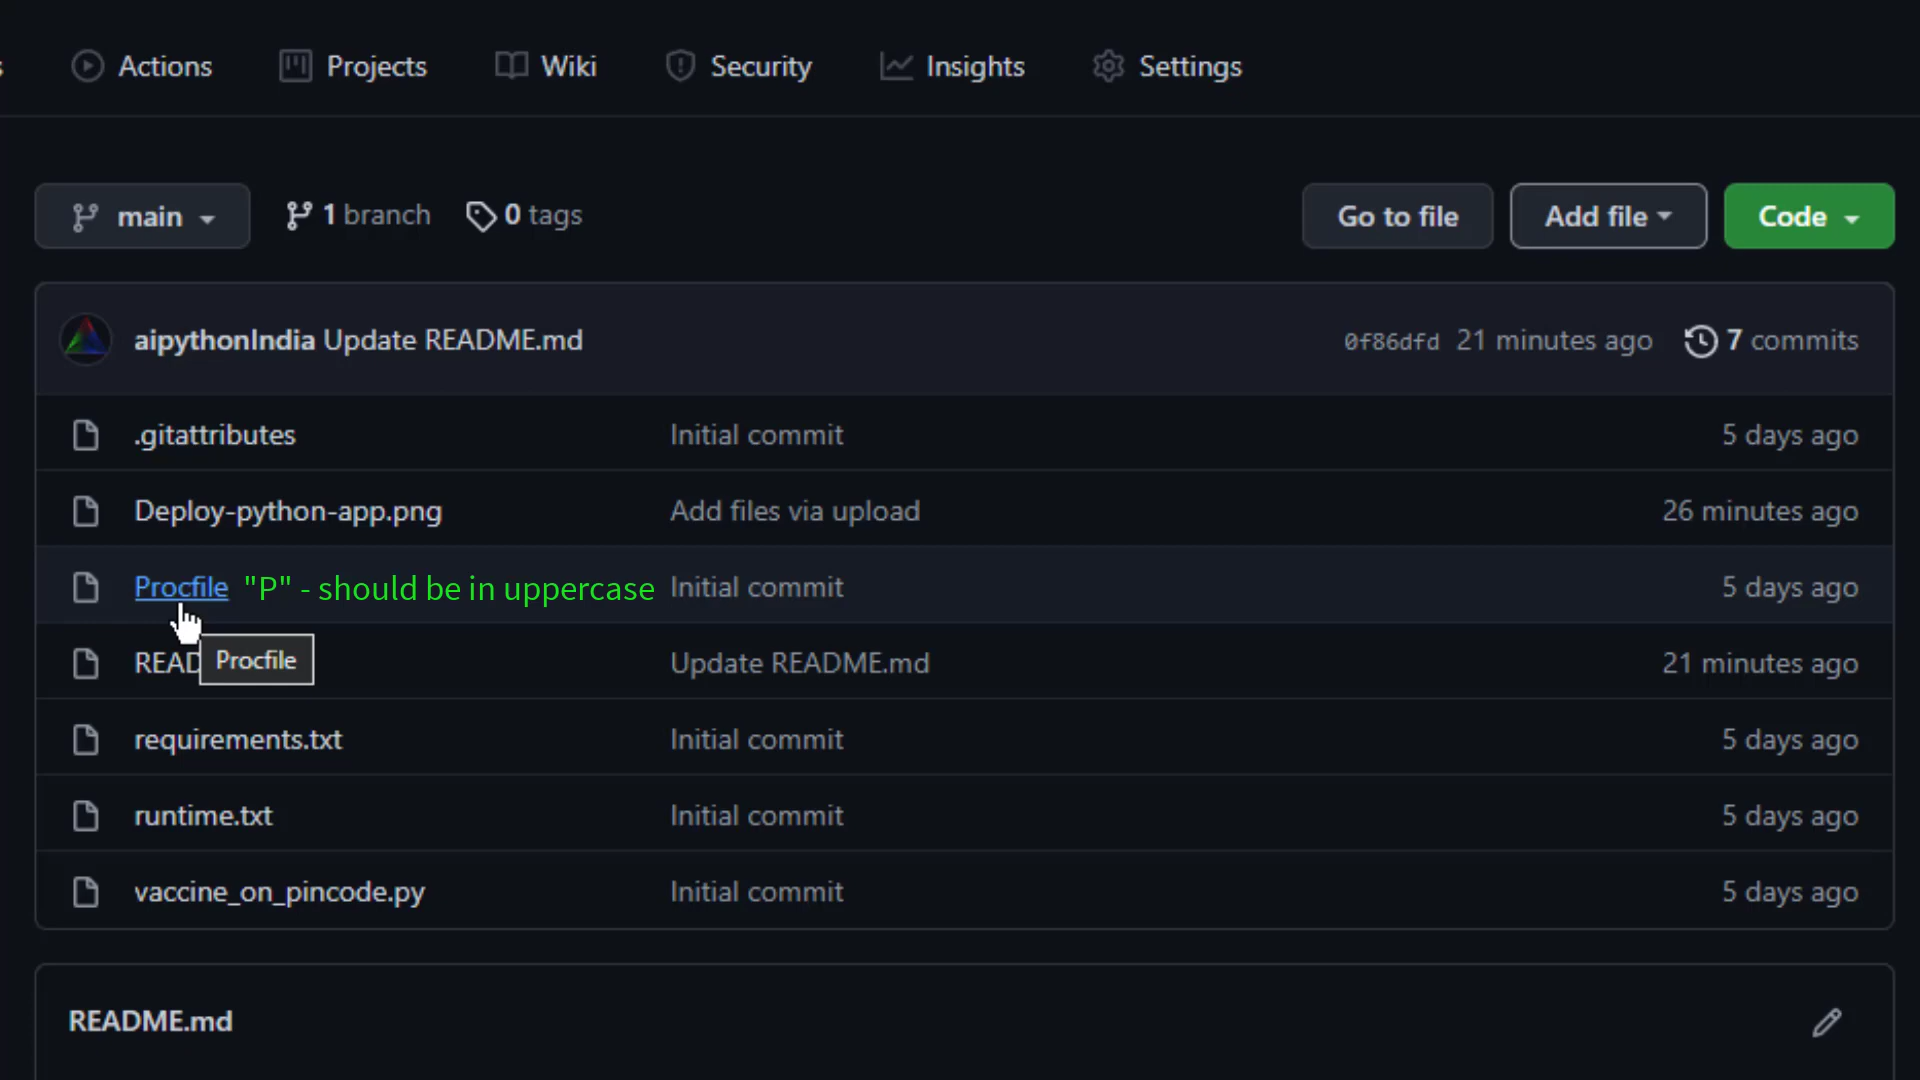 Actions Projects Wiki Security Insights Settings
main 1 branch 0 tags Go to file Add file Code
aipythonIndia Update README.md 0f86dfd 21 minutes ago 7 commits
.gitattributes Initial commit 5 days ago
Deploy-python-app.png Add files via upload 26 minutes ago
Procfile "P" - should be in uppercase Initial commit 5 days ago
READ Procfile Update README.md 21 minutes ago
requirements.txt Initial commit 5 days ago
runtime.txt Initial commit 5 days ago
vaccine_on_pincode.py Initial commit 5 days ago
README.md